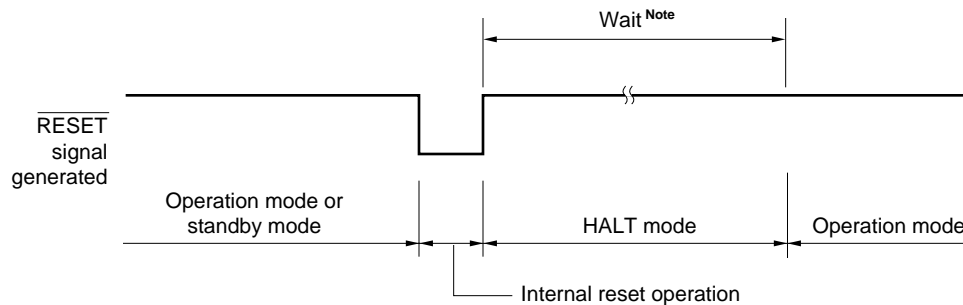 Wait Note
RESET
signal
generated
Operation mode or
standby mode
HALT mode
Operation mode
Internal reset operation